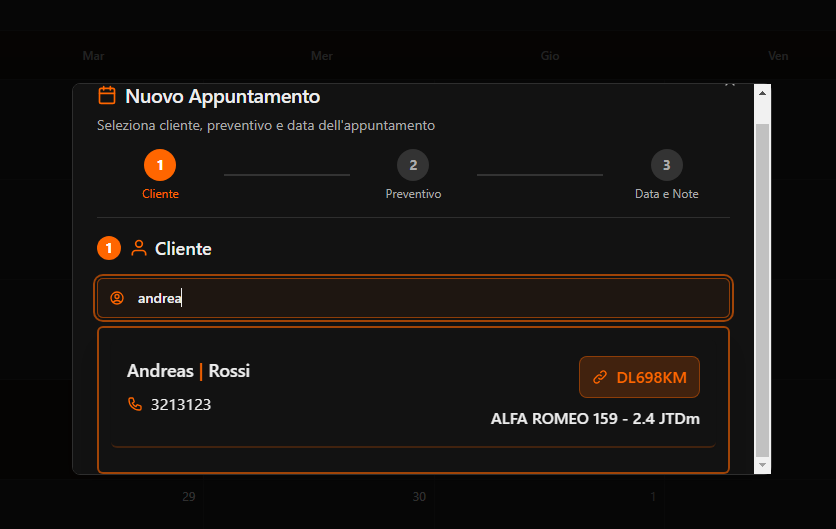 Mar Mer Gio Ven
Nuovo Appuntamento
Seleziona cliente, preventivo e data dell'appuntamento
1 2 3
Cliente Preventivo Data e Note
1 Cliente
andrea
Andreas | Rossi
DL698KM
3213123
ALFA ROMEO 159 - 2.4 JTDm
29 30 1